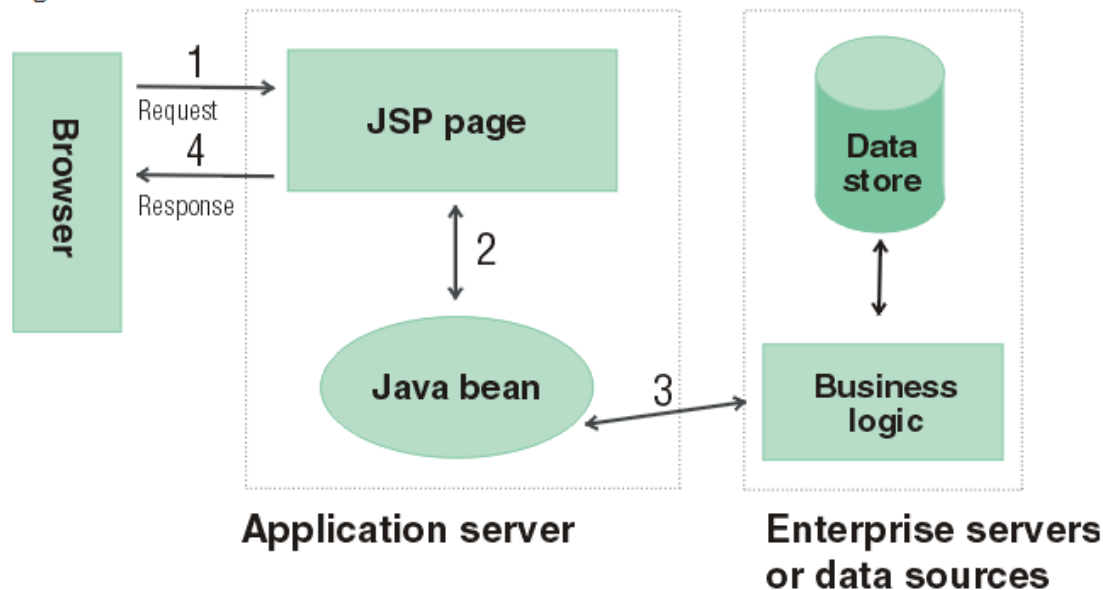 1
Request
4
Response
Browser
JSP page
2
Java bean
3
Data
store
Business
logic
Application server
Enterprise servers
or data sources